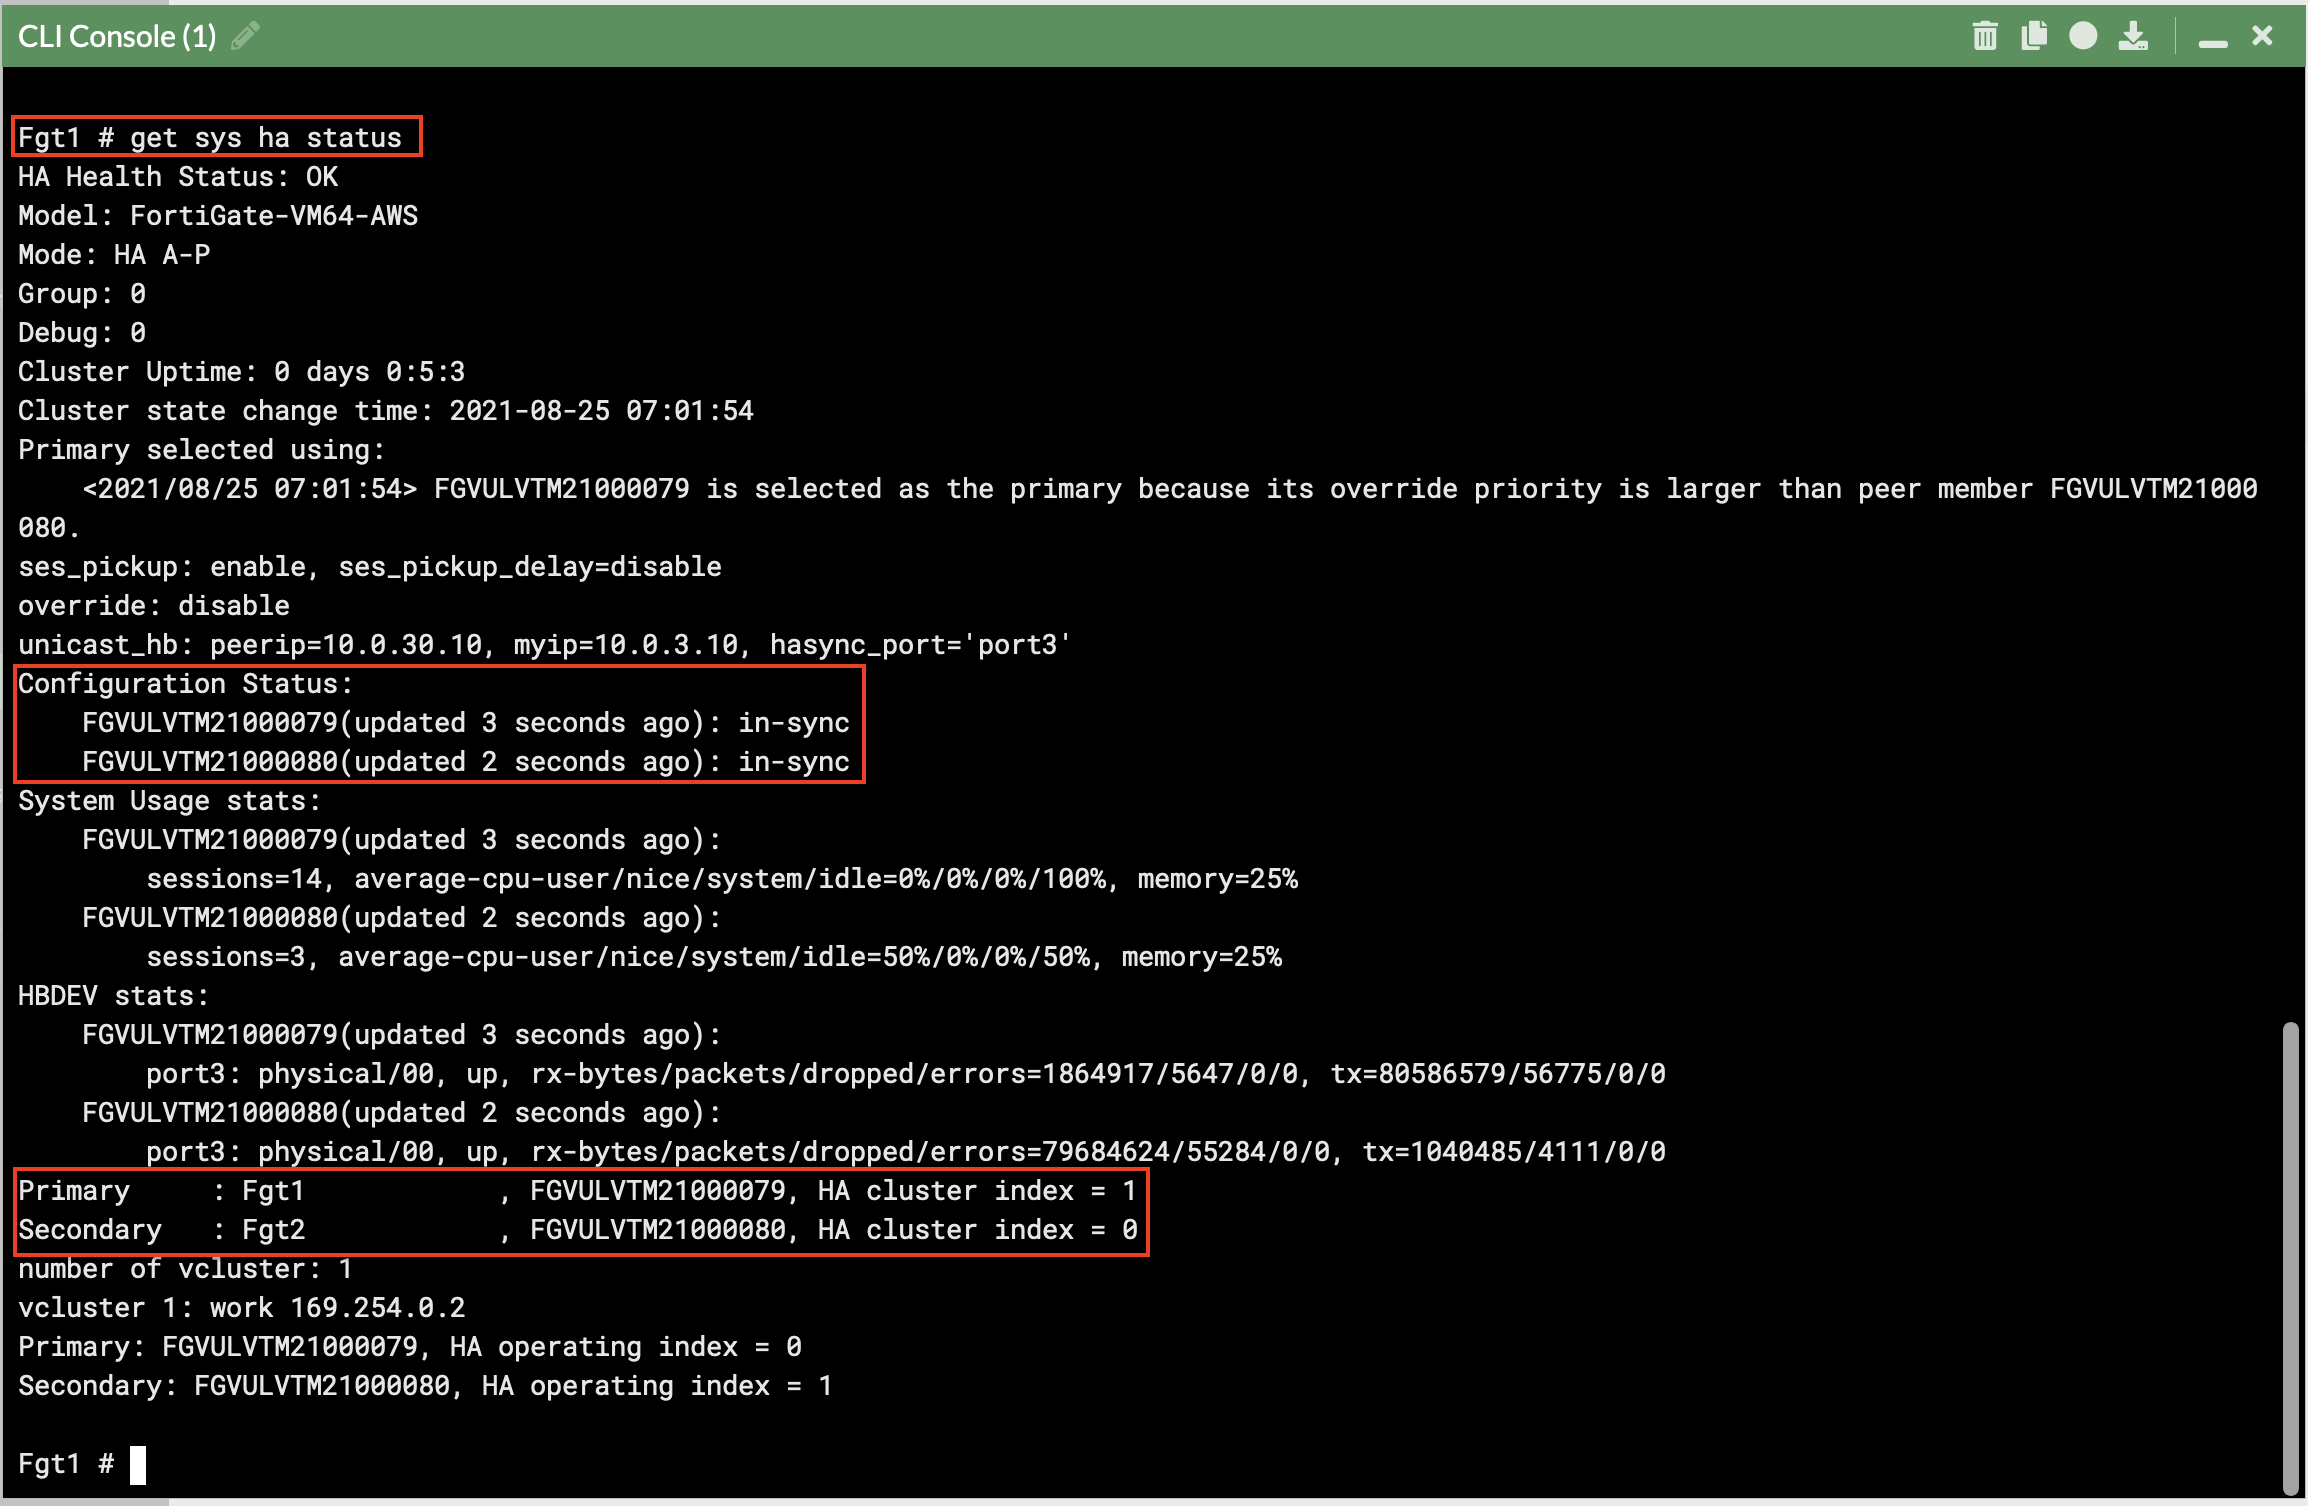 CLI Console (1)
Fgt1 # get sys ha status
HA Health Status: OK
Model: FortiGate-VM64-AWS
Mode: HA A-P
Group: 0
Debug: 0
Cluster Uptime: 0 days 0:5:3
Cluster state change time: 2021-08-25 07:01:54
Primary selected using:
    <2021/08/25 07:01:54> FGVULVTM21000079 is selected as the primary because its override priority is larger than peer member FGVULVTM21000
080.
ses_pickup: enable, ses_pickup_delay=disable
override: disable
unicast_hb: peerip=10.0.30.10, myip=10.0.3.10, hasync_port='port3'
Configuration Status:
    FGVULVTM21000079(updated 3 seconds ago): in-sync
    FGVULVTM21000080(updated 2 seconds ago): in-sync
System Usage stats:
    FGVULVTM21000079(updated 3 seconds ago):
        sessions=14, average-cpu-user/nice/system/idle=0%/0%/0%/100%, memory=25%
    FGVULVTM21000080(updated 2 seconds ago):
        sessions=3, average-cpu-user/nice/system/idle=50%/0%/0%/50%, memory=25%
HBDEV stats:
    FGVULVTM21000079(updated 3 seconds ago):
        port3: physical/00, up, rx-bytes/packets/dropped/errors=1864917/5647/0/0, tx=80586579/56775/0/0
    FGVULVTM21000080(updated 2 seconds ago):
        port3: physical/00, up, rx-bytes/packets/dropped/errors=79684624/55284/0/0, tx=1040485/4111/0/0
Primary     : Fgt1            , FGVULVTM21000079, HA cluster index = 1
Secondary   : Fgt2            , FGVULVTM21000080, HA cluster index = 0
number of vcluster: 1
vcluster 1: work 169.254.0.2
Primary: FGVULVTM21000079, HA operating index = 0
Secondary: FGVULVTM21000080, HA operating index = 1
Fgt1 #